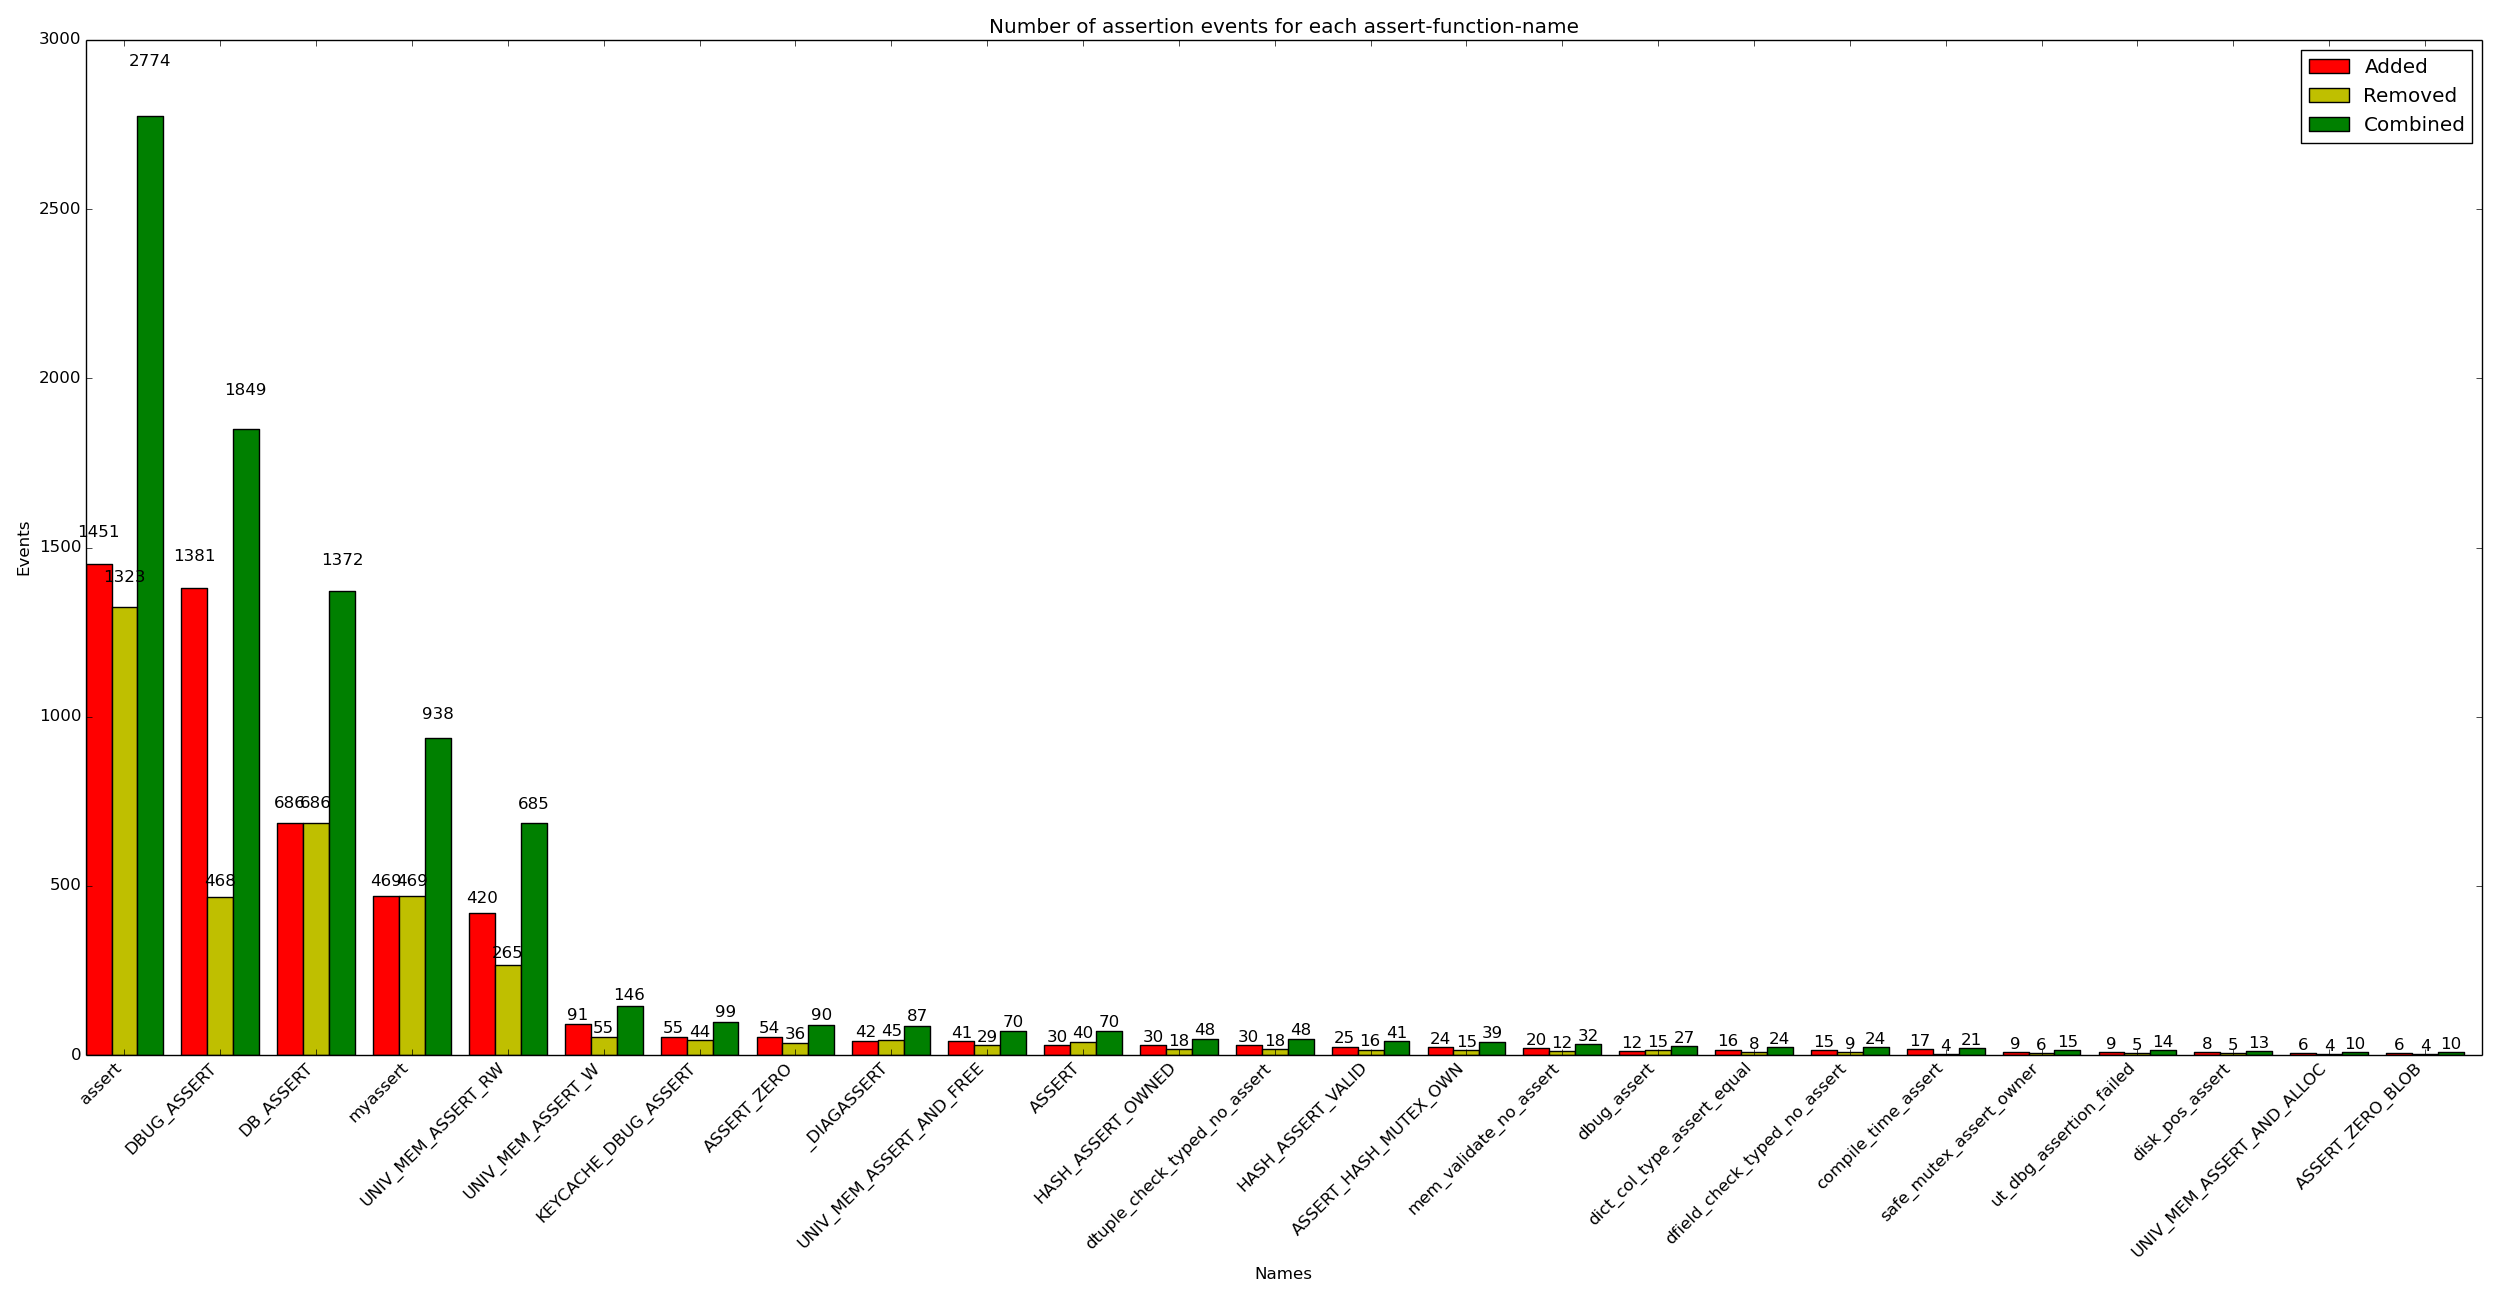 Number of assertion events for each assert-function-name
Added
Removed
Combined
Events
3000
2500
2000
1500
1000
500
0
1451
1323
2774
1381
468
1849
686
686
1372
469
469
938
420
265
685
91
55
146
55
44
99
54
36
90
42
45
87
41
29
70
30
40
70
30
18
48
30
18
48
25
16
41
24
15
39
20
12
32
12
15
27
16
8
24
15
9
24
17
4
21
9
6
15
9
5
14
8
5
13
6
4
10
6
4
10
assert
DBUG_ASSERT
DB_ASSERT
myassert
UNIV_MEM_ASSERT_RW
UNIV_MEM_ASSERT_W
KEYCACHE_DBUG_ASSERT
ASSERT_ZERO
_DIAGASSERT
UNIV_MEM_ASSERT_AND_FREE
ASSERT
HASH_ASSERT_OWNED
dtuple_check_typed_no_assert
HASH_ASSERT_VALID
ASSERT_HASH_MUTEX_OWN
mem_validate_no_assert
dbug_assert
dict_col_type_assert_equal
dfield_check_typed_no_assert
compile_time_assert
safe_mutex_assert_owner
ut_dbg_assertion_failed
disk_pos_assert
UNIV_MEM_ASSERT_AND_ALLOC
ASSERT_ZERO_BLOB
Names